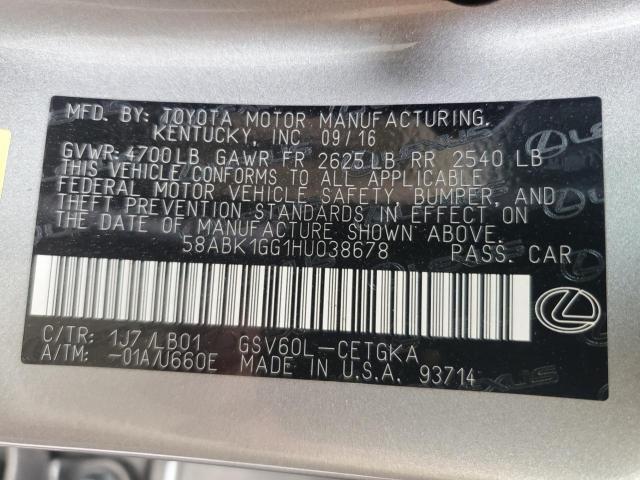 MFD. BY: TOYOTA MOTOR MANUFACTURING.
KENTUCKY, INC 09/16
GVWR 4700LB GAWR FR 2625LB RR 2540 LB
THIS VEHICLE CONFORMS TO ALL APPLICABLE
FEDERAL MOTOR VEHICLE SAFETY BUMPER, AND
THEFT PREVENTION STANDARDS IN EFFECT ON
THE DATE OF MANUFACTURE SHOWN ABOVE.
58ABK1GG1HU038678 PASS. CAR
C/TR: 1J7/LB01 GSV60L-CETGKA
A/TM: -01A/U660E MADE IN U.S.A. 93714
LEXUS